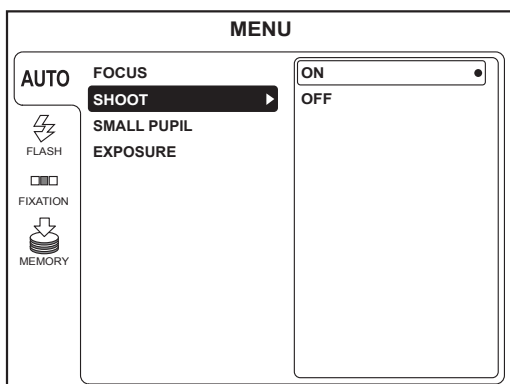 MENU
AUTO
FLASH
FIXATION
MEMORY
FOCUS
SHOOT
SMALL PUPIL
EXPOSURE
ON
OFF